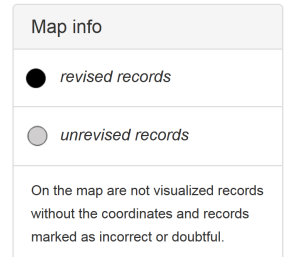 Map info
revised records
unrevised records
On the map are not visualized records
without the coordinates and records
marked as incorrect or doubtful.